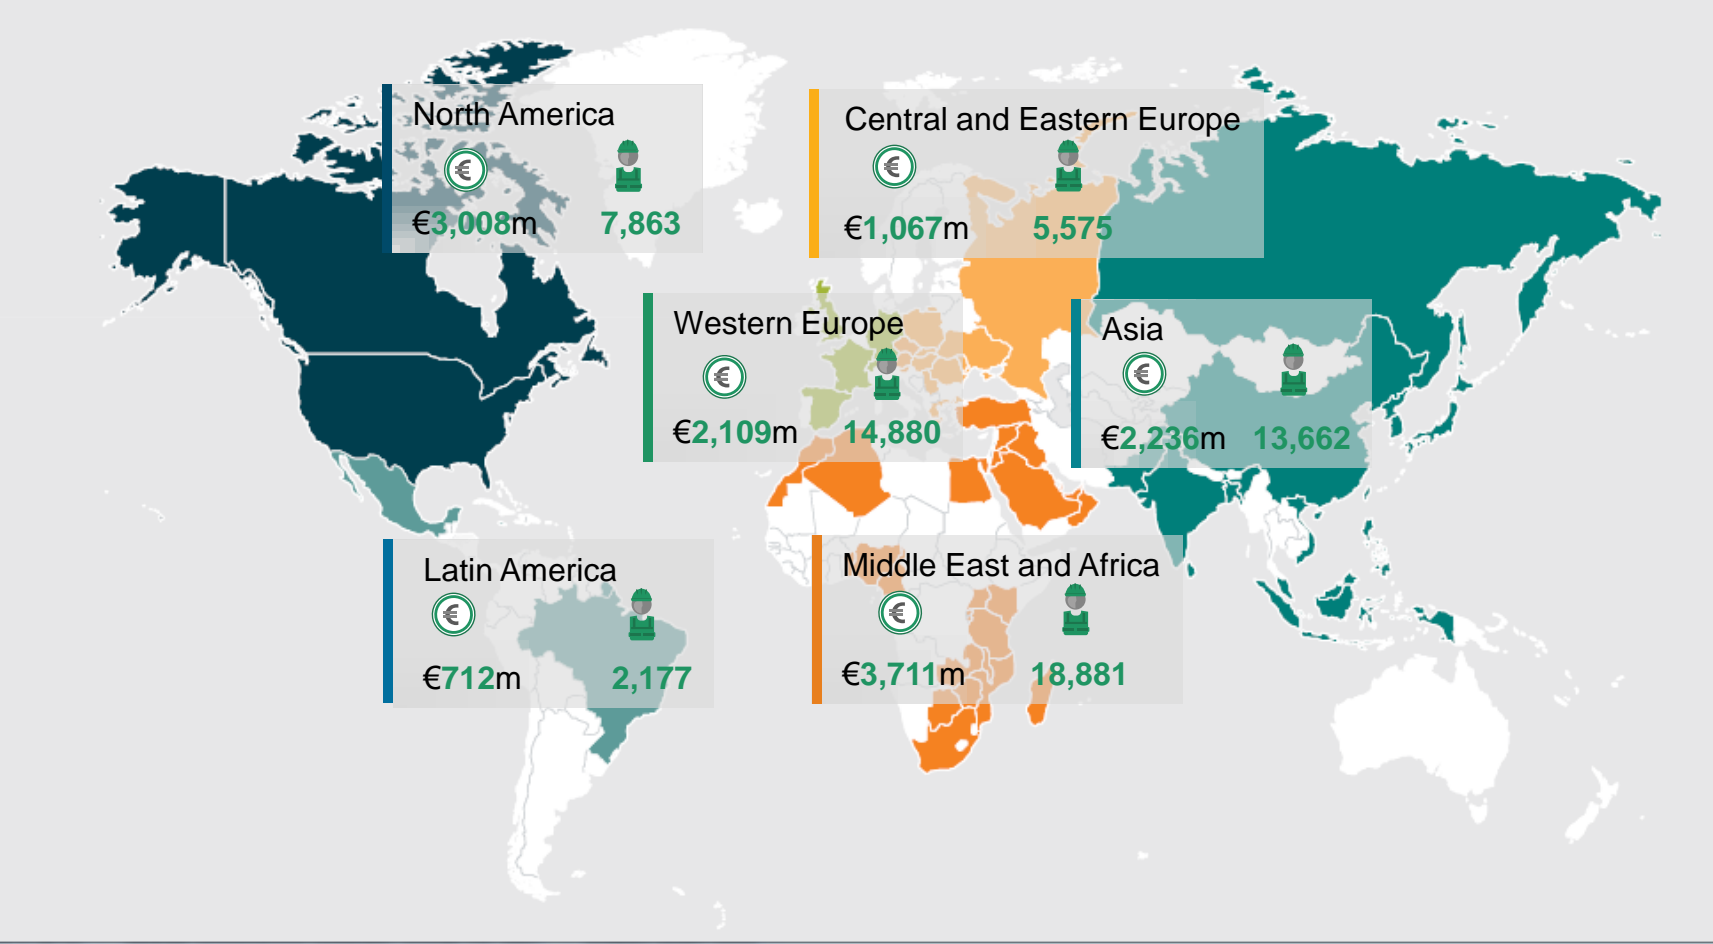 North America
€
€3,008m 7,863
Central and Eastern Europe
€
€1,067m 5,575
Western Europe
€
€2,109m 14,880
Asia
€
€2,236m 13,662
Latin America
€
€712m 2,177
Middle East and Africa
€
€3,711m 18,881